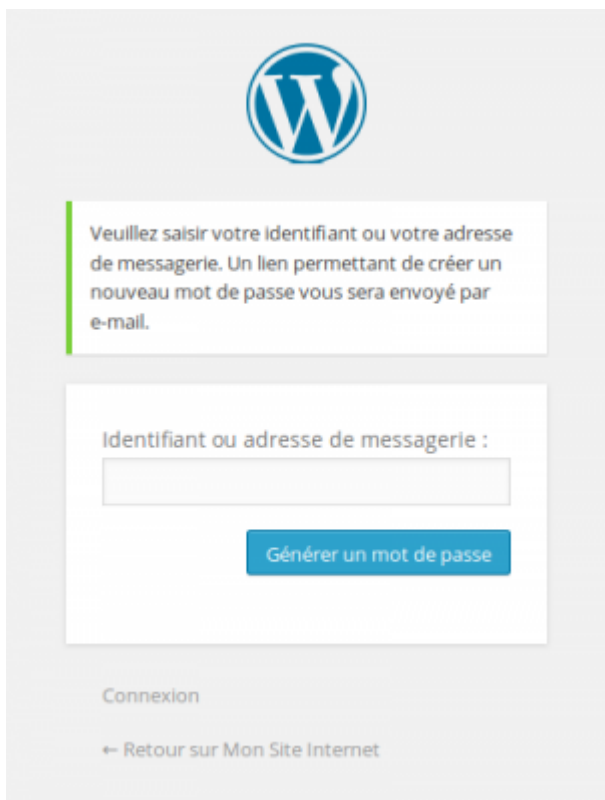 Veuillez saisir votre identifiant ou votre adresse
de messagerie. Un lien permettant de créer un
nouveau mot de passe vous sera envoyé par
e-mail.
Identifiant ou adresse de messagerie :
Générer un mot de passe
Connexion
← Retour sur Mon Site Internet